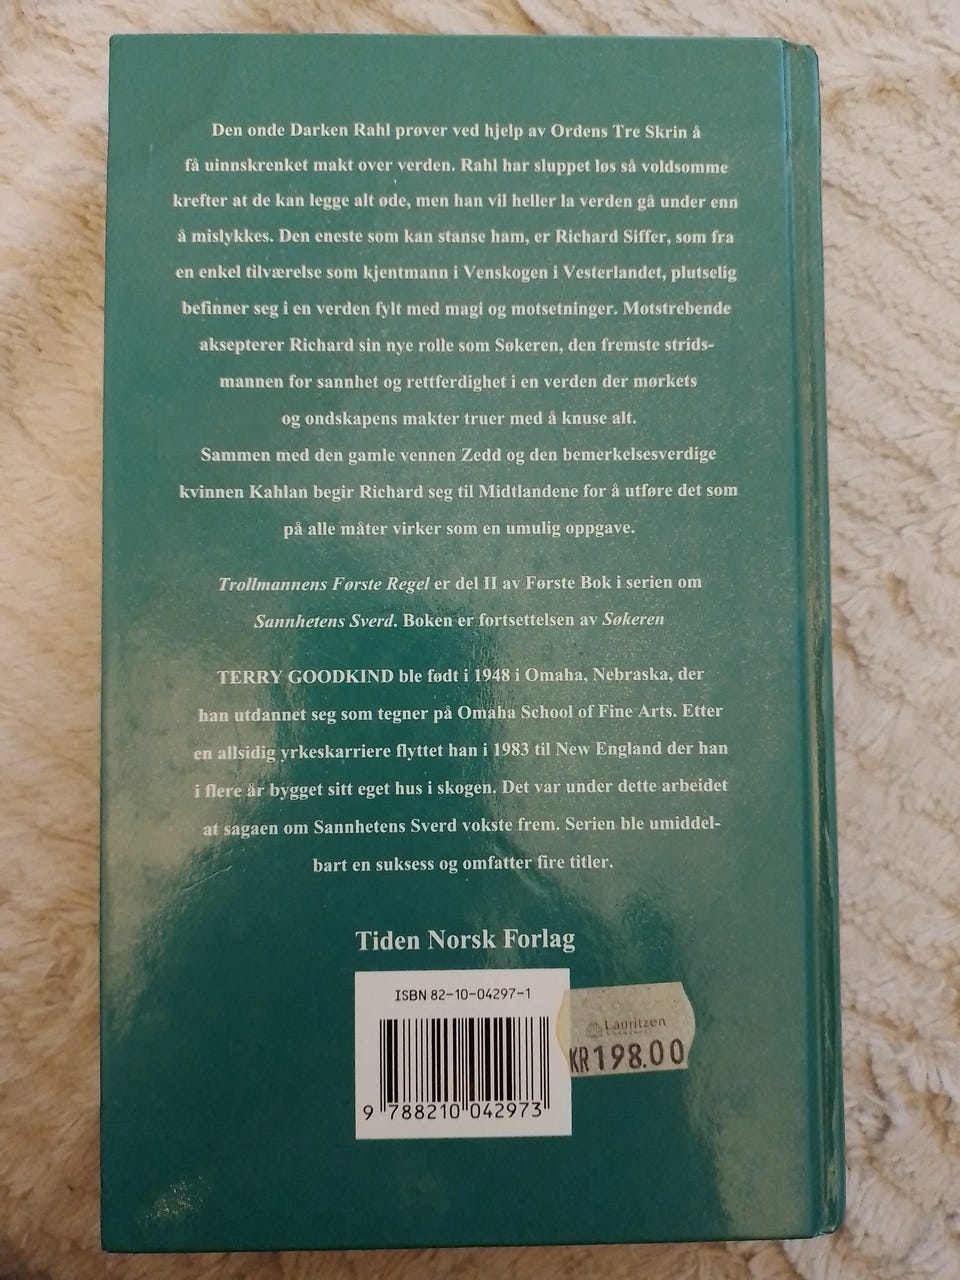 Den onde Darken Rahl prøver ved hjelp av Ordens Tre Skrin å
få uinnskrenket makt over verden. Rahl har sluppet løs så voldsomme
krefter at de kan legge alt øde, men han vil heller la verden gå under enn
å mislykkes. Den eneste som kan stanse ham, er Richard Siffer, som fra
en enkel tilværelse som kjentmann i Venskogen i Vesterlandet, plutselig
befinner seg i en verden fylt med magi og motsetninger. Motstrebende
aksepterer Richard sin nye rolle som Søkeren, den fremste strids-
mannen for sannhet og rettferdighet i en verden der mørkets
og ondskapens makter truer med å knuse alt.
Sammen med den gamle vennen Zedd og den bemerkelsesverdige
kvinnen Kahlan begir Richard seg til Midtlandene for å utføre det som
på alle måter virker som en umulig oppgave.
Trollmannens Første Regel er del II av Første Bok i serien om
Sannhetens Sverd. Boken er fortsettelsen av Søkeren
TERRY GOODKIND ble født i 1948 i Omaha, Nebraska, der
han utdannet seg som tegner på Omaha School of Fine Arts. Etter
en allsidig yrkeskarriere flyttet han i 1983 til New England der han
i flere år bygget sitt eget hus i skogen. Det var under dette arbeidet
at sagaen om Sannhetens Sverd vokste frem. Serien ble umiddel-
bart en suksess og omfatter fire titler.
Tiden Norsk Forlag
ISBN 82-10-04297-1
9 788210 042973
Lauritzen
KR198.00